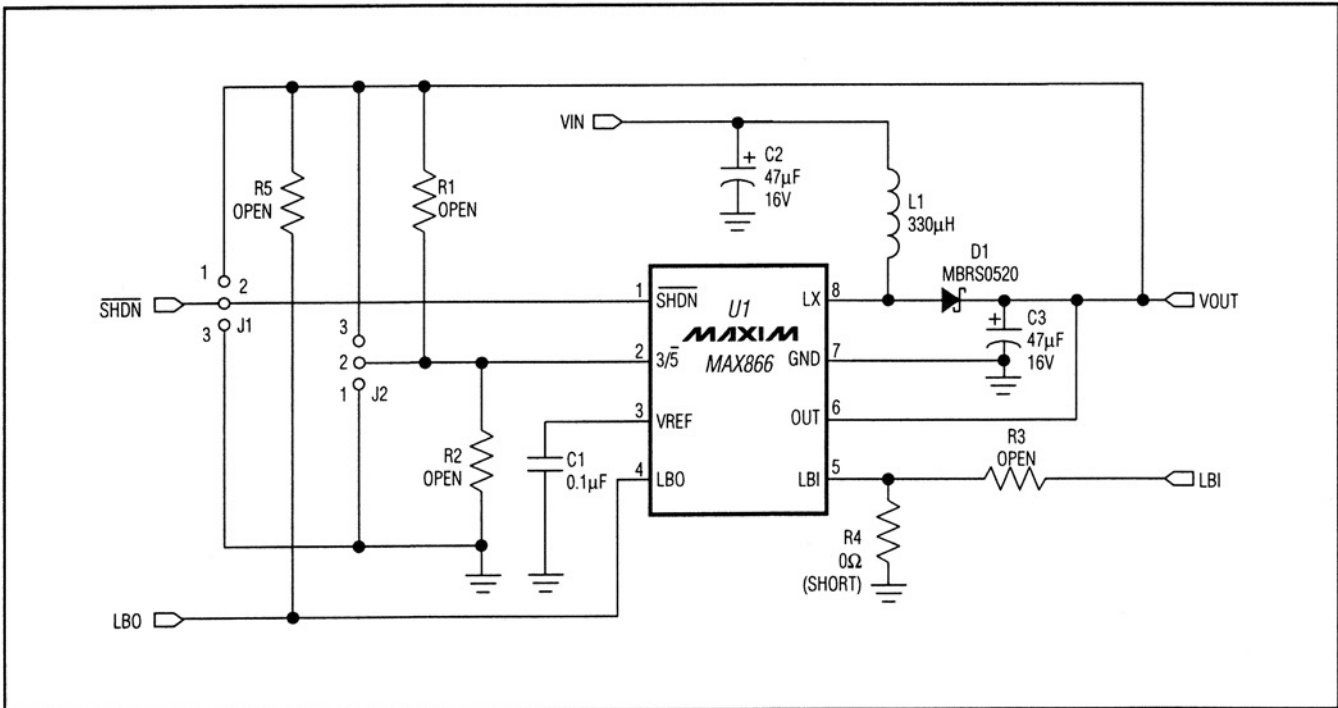 VIN
C2
47µF
16V
R5
OPEN
R1
OPEN
L1
330µH
D1
MBRS0520
1
2
SHDN
3
J1
1
SHDN
U1
LX
8
VOUT
C3
47µF
16V
MAXIM
MAX866
3
2
1
J2
2
3/5
GND
7
3
VREF
OUT
6
R2
OPEN
C1
0.1µF
4
LBO
LBI
5
R3
OPEN
LBI
R4
0Ω
(SHORT)
LBO
+
+